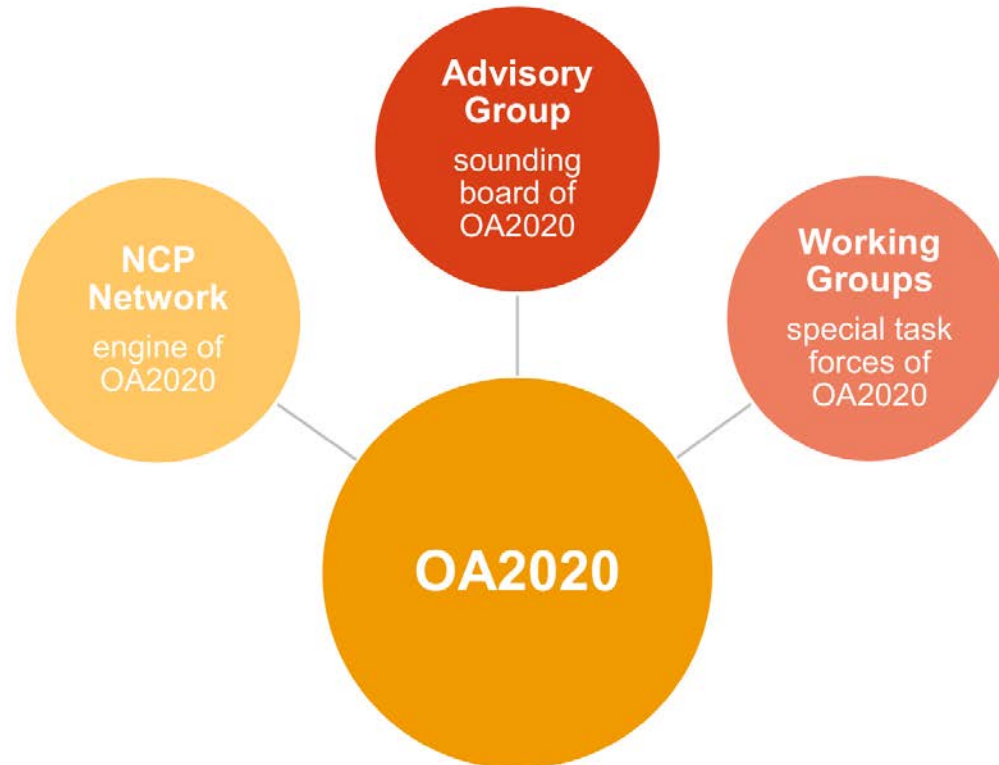 Advisory
Group
sounding
board of
OA2020
NCP
Network
engine of
OA2020
Working
Groups
special task
forces of
OA2020
OA2020